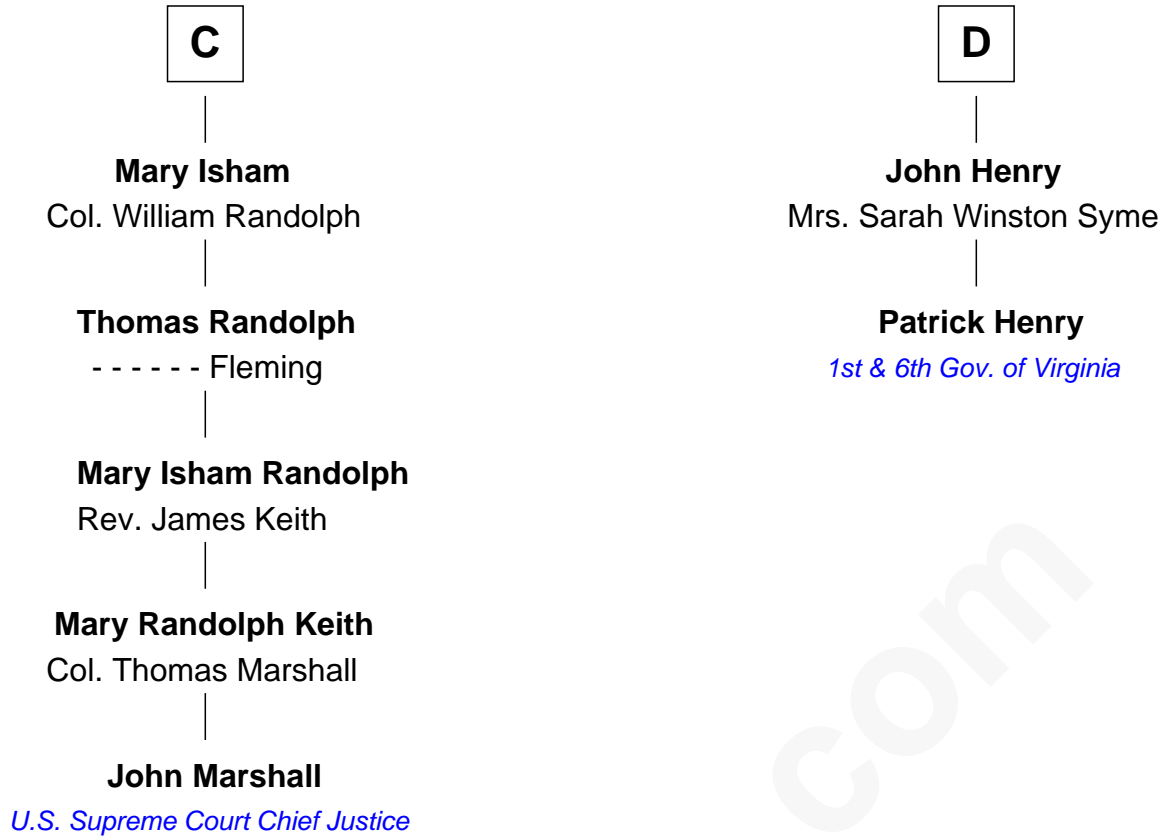 C
Mary Isham
Col. William Randolph
Thomas Randolph
- - - - - - Fleming
Mary Isham Randolph
Rev. James Keith
Mary Randolph Keith
Col. Thomas Marshall
John Marshall
U.S. Supreme Court Chief Justice
D
John Henry
Mrs. Sarah Winston Syme
Patrick Henry
1st & 6th Gov. of Virginia
com